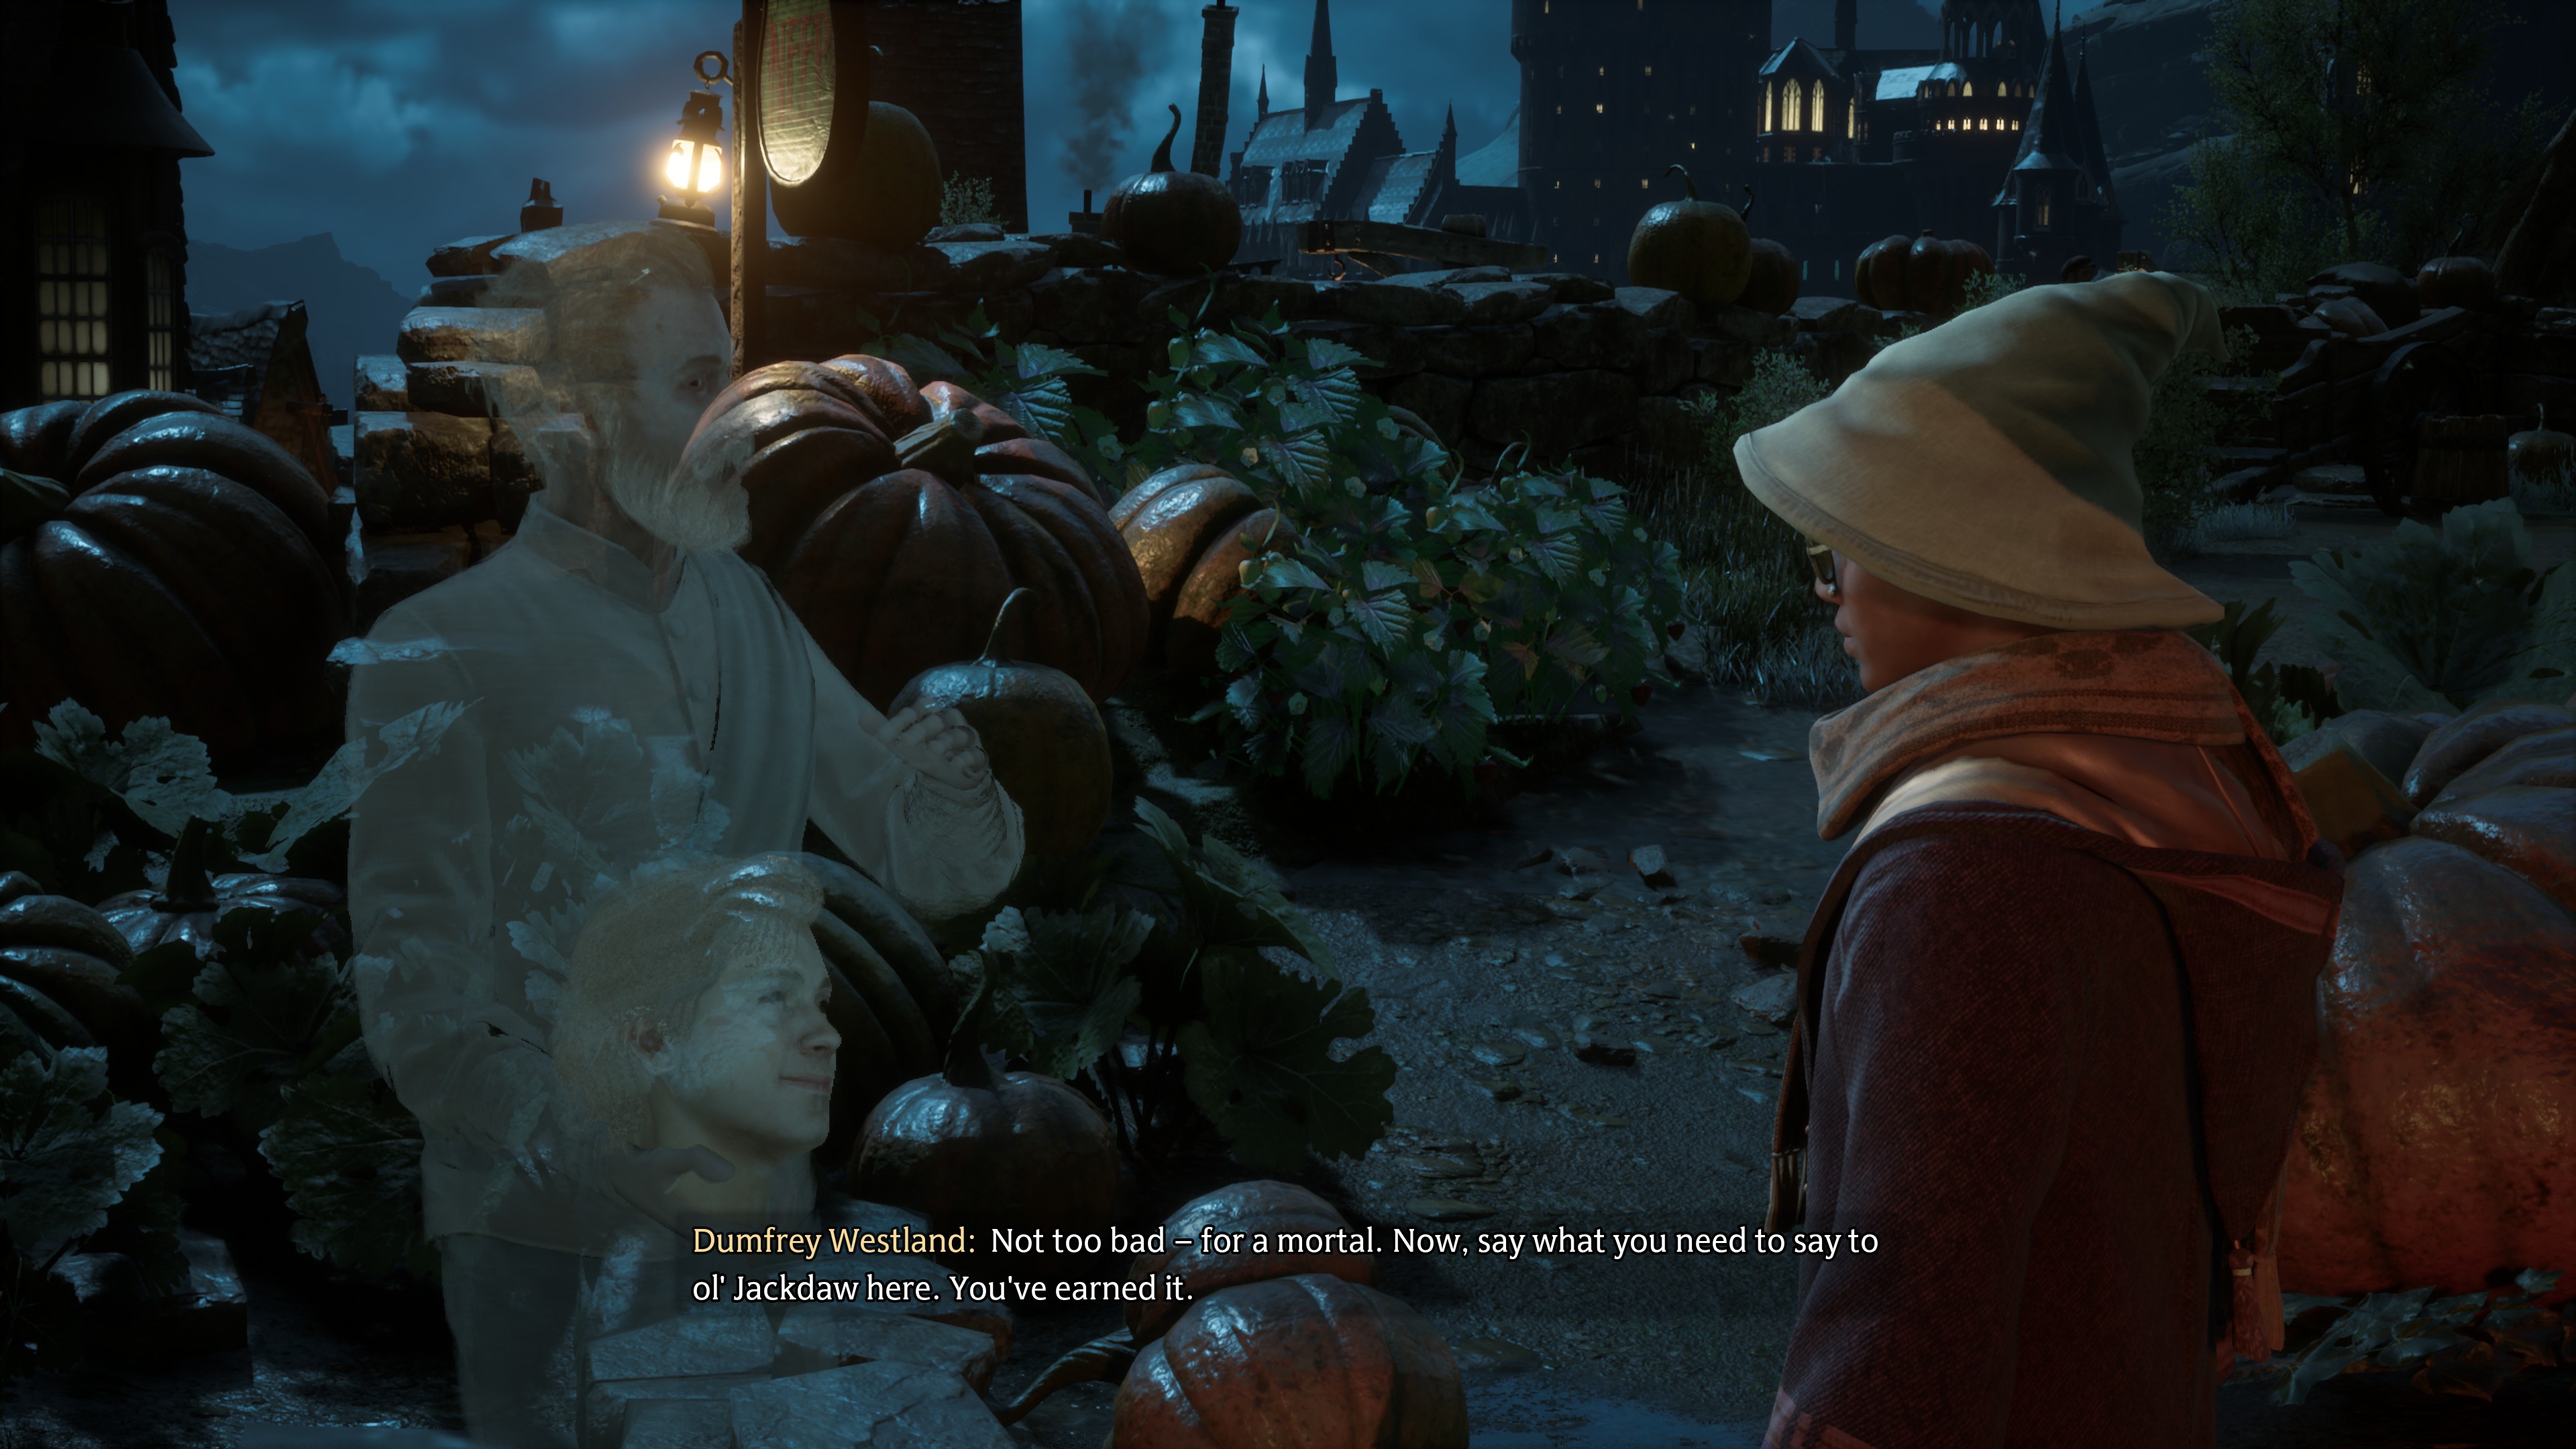 Dumfrey Westland: Not too bad – for a mortal. Now, say what you need to say to
ol' Jackdaw here. You've earned it.